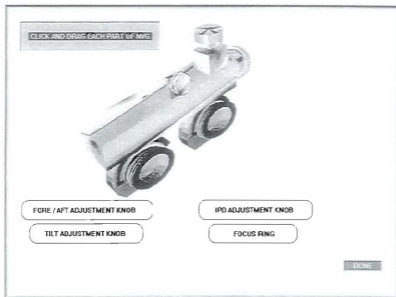 CLICK AND DRAG EACH PART OF NVG
FORE / AFT ADJUSTMENT KNOB
IPD ADJUSTMENT KNOB
TILT ADJUSTMENT KNOB
FOCUS RING
DONE